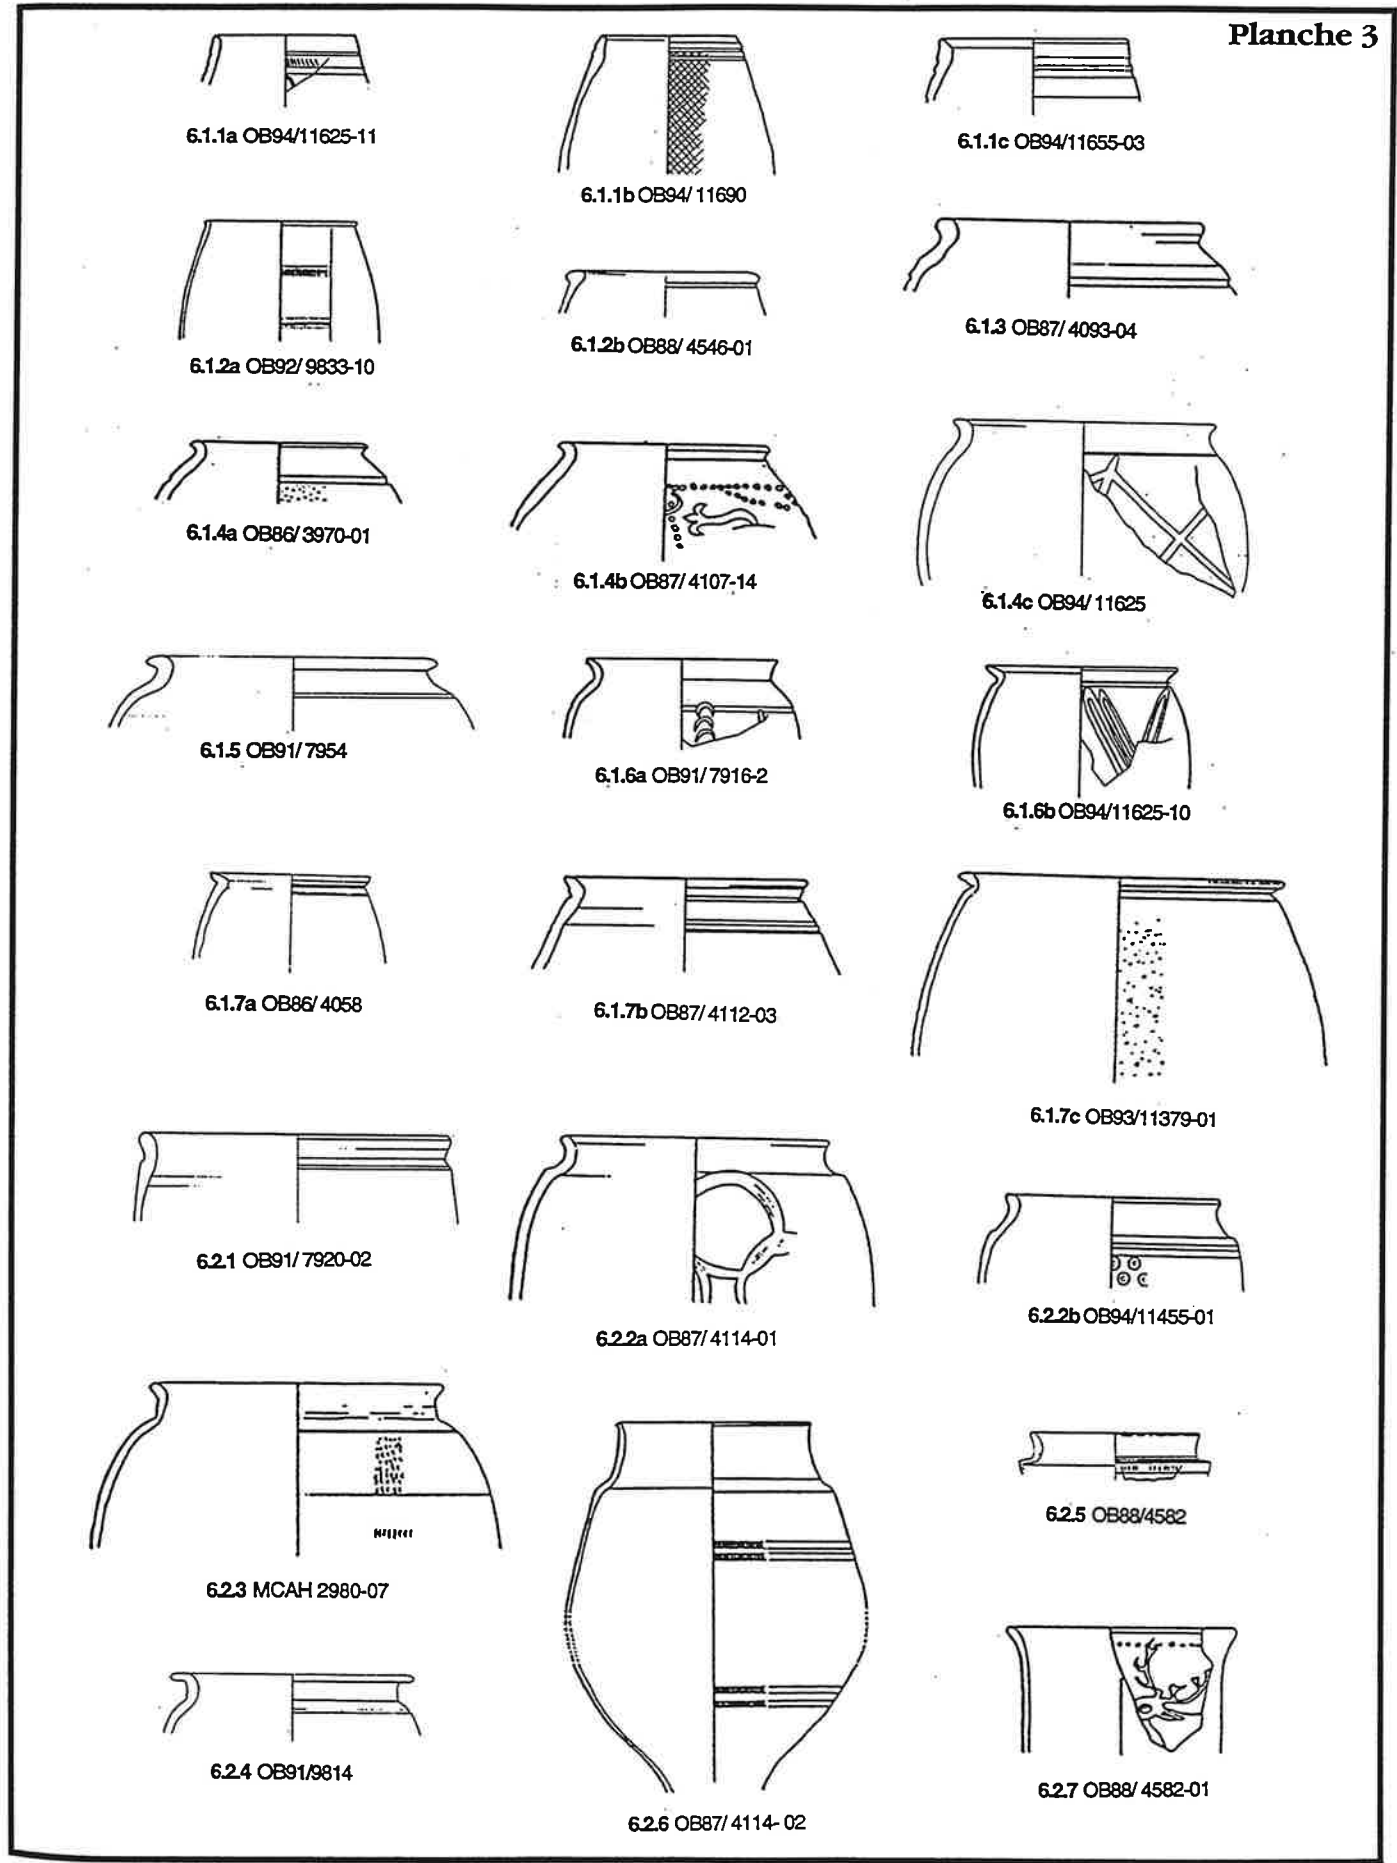 Planche 3
6.1.1a OB94/11625-11
6.1.1b OB94/ 11690
6.1.1c OB94/11655-03
6.1.2a OB92/ 9833-10
6.1.2b OB88/ 4546-01
6.1.3 OB87/ 4093-04
6.1.4a OB86/ 3970-01
6.1.4b OB87/ 4107-14
6.1.4c OB94/ 11625
6.1.5 OB91/ 7954
6.1.6a OB91/ 7916-2
6.1.6b OB94/11625-10
6.1.7a OB86/ 4058
6.1.7b OB87/ 4112-03
6.1.7c OB93/11379-01
6.2.1 OB91/ 7920-02
6.2.2a OB87/ 4114-01
6.2.2b OB94/11455-01
6.2.3 MCAH 2980-07
6.2.5 OB88/4582
6.2.4 OB91/9814
6.2.6 OB87/ 4114- 02
6.2.7 OB88/ 4582-01